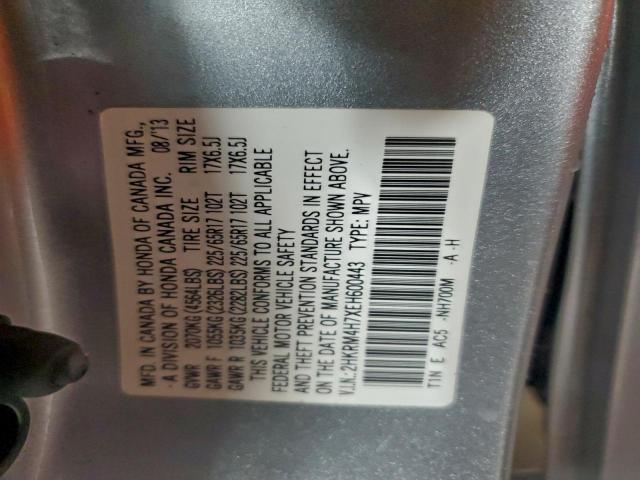 MFD. IN CANADA BY HONDA OF CANADA MFG.,
-A DIVISION OF HONDA CANADA INC. 08/'13
GVWR 2070KG(4564LBS) TIRE SIZE RIM SIZE
GAWR F 1055KG(2326LBS) 225/65R17 102T 17X6.5J
GAWR R 1035KG(2282LBS) 225/65R17 102T 17X6.5J
THIS VEHICLE CONFORMS TO ALL APPLICABLE
FEDERAL MOTOR VEHICLE SAFETY
AND THEFT PREVENTION STANDARDS IN EFFECT
ON THE DATE OF MANUFACTURE SHOWN ABOVE.
V.I.N.:2HKRM4H7XEH600443 TYPE: MPV
T1N E AC5 -NH700M -A -H